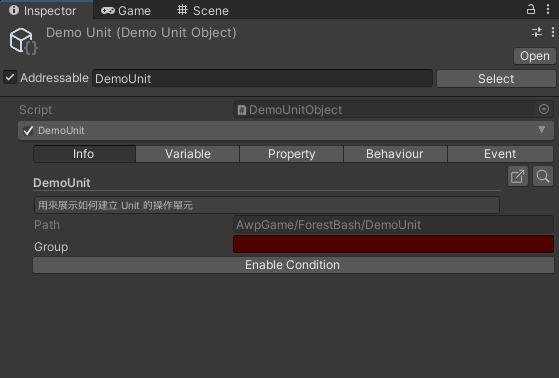 Inspector Game Scene
Demo Unit (Demo Unit Object)
Open
Addressable DemoUnit Select
Script DemoUnitObject
DemoUnit
Info Variable Property Behaviour Event
DemoUnit
用來展示如何建立 Unit 的操作單元
Path AwpGame/ForestBash/DemoUnit
Group
Enable Condition